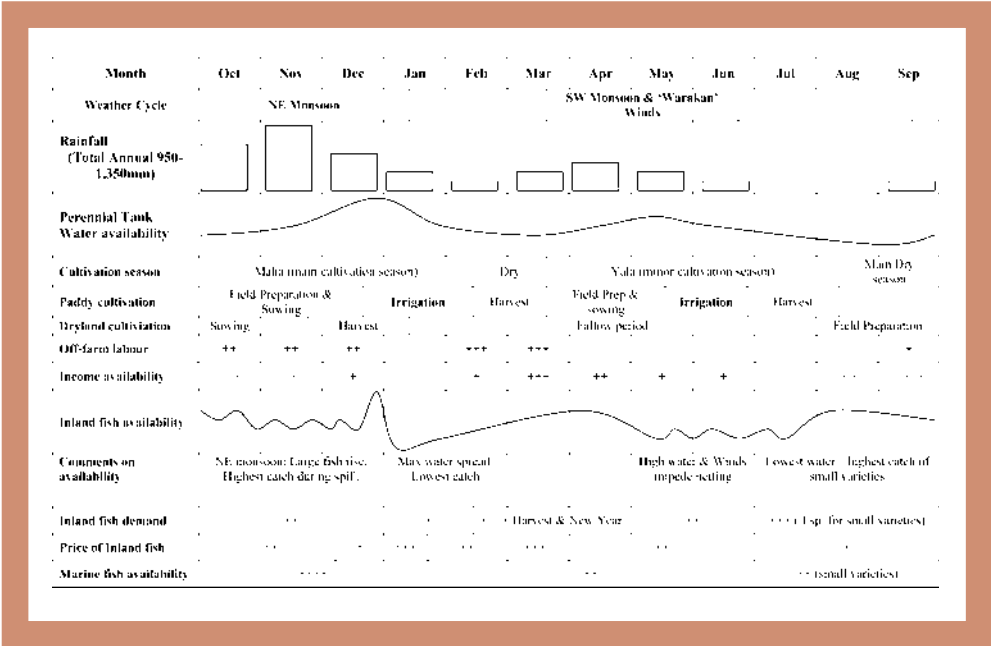 Month Oct Nov Dec Jan Feb Mar Apr May Jun Jul Aug Sep
Weather Cycle NE Monsoon SW Monsoon & 'Warakan'
Winds
Rainfall
(Total Annual 950-
1,350mm)
Perennial Tank
Water availability
Cultivation season Maha (main cultivation season) Dry Yala (minor cultivation season) Main Dry
season
Paddy cultivation Field Preparation &
Sowing Irrigation Harvest Field Prep &
sowing Irrigation Harvest
Dryland cultiviation Sowing Harvest Fallow period Field Preparation
Off-farm labour ++ ++ ++ +++ +++ +
Income availability + + +++ ++ + +
Inland fish availability
Comments on
availability NE monsoon: Large fish rise. Max water spread High water & Winds Lowest water highest catch of
Highest catch during spill. Lowest catch impede netting small varieties
Inland fish demand Harvest & New Year (Esp. for small varieties)
Price of Inland fish
Marine fish availability (small varieties)